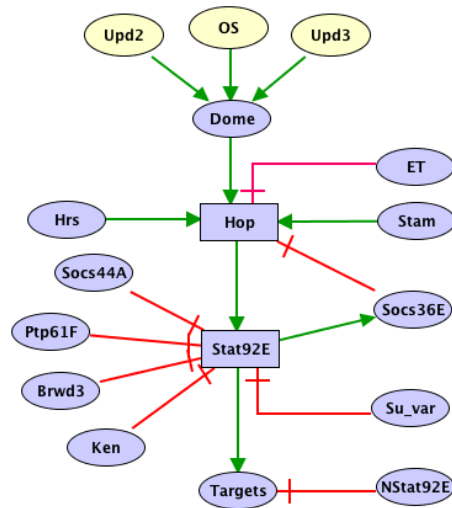 Upd2
OS
Upd3
Dome
ET
Hrs
Hop
Stam
Socs44A
Socs36E
Ptp61F
Stat92E
Brwd3
Su_var
Ken
Targets
NStat92E